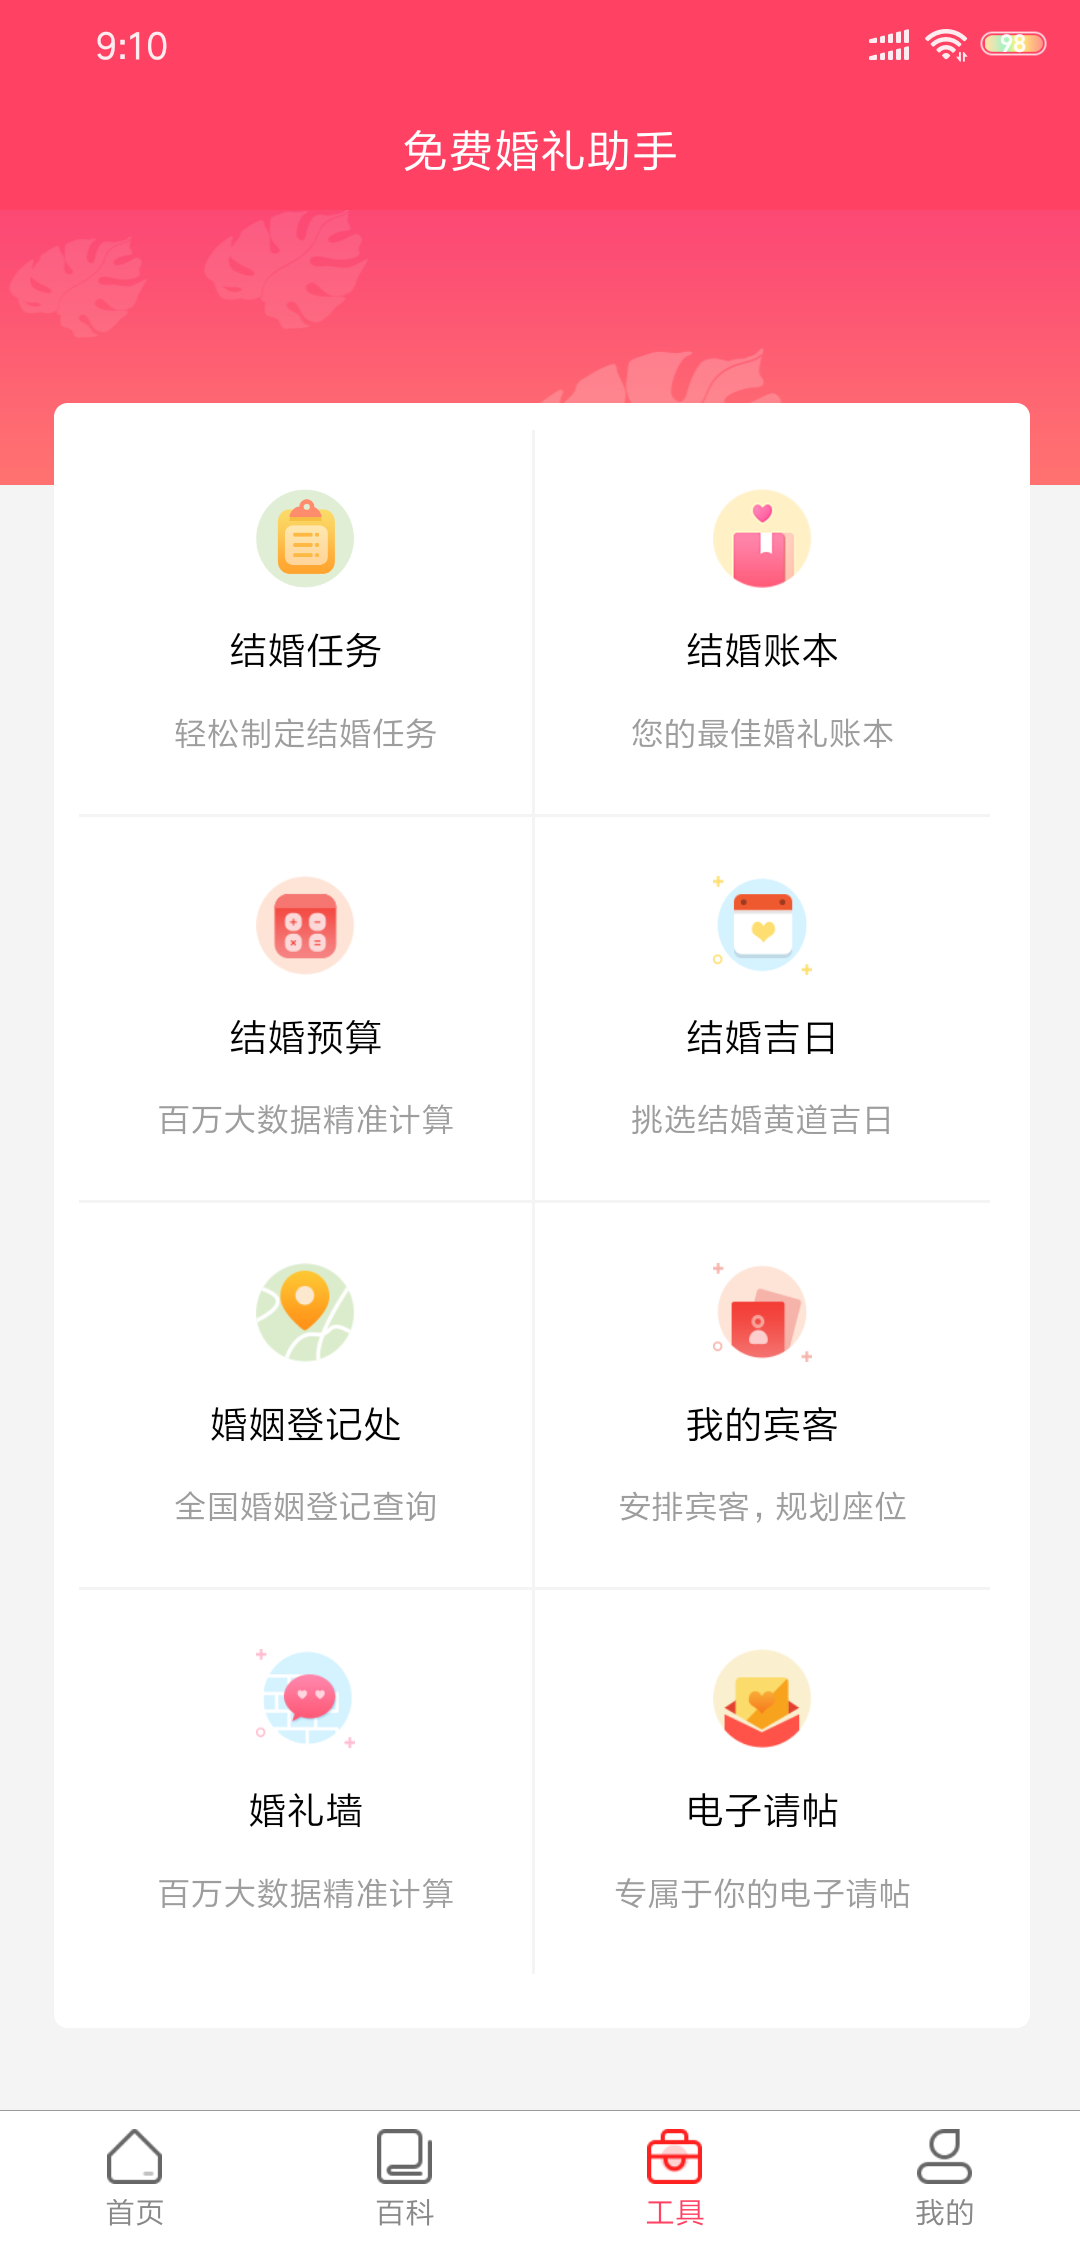 9:10
98
免费婚礼助手
结婚任务
轻松制定结婚任务
结婚账本
您的最佳婚礼账本
结婚预算
百万大数据精准计算
结婚吉日
挑选结婚黄道吉日
婚姻登记处
全国婚姻登记查询
我的宾客
安排宾客，规划座位
婚礼墙
百万大数据精准计算
电子请帖
专属于你的电子请帖
首页
百科
工具
我的